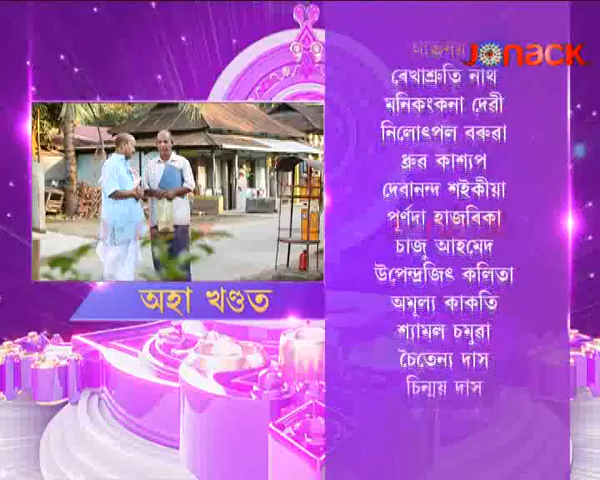 JONACK
ৰেখাশ্ৰুতি নাথ
মনিকংকনা দেৱী
নিলোৎপল বৰুৱা
ধ্ৰুৱ কাশ্যপ
দেৱানন্দ শইকীয়া
পূৰ্ণদা হাজৰিকা
চাজু আহমেদ
উপেন্দ্ৰজিৎ কলিতা
অমূল্য কাকতি
শ্যামল চমুৱা
চৈতেন্য দাস
চিন্ময় দাস
অহা খণ্ডত